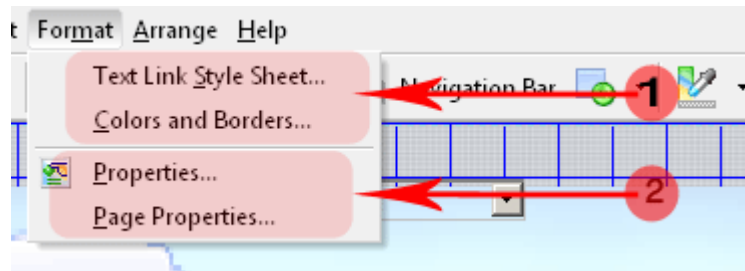 t Format Arrange Help
Text Link Style Sheet...
Navigation Bar
1
Colors and Borders...
Properties...
2
Page Properties...